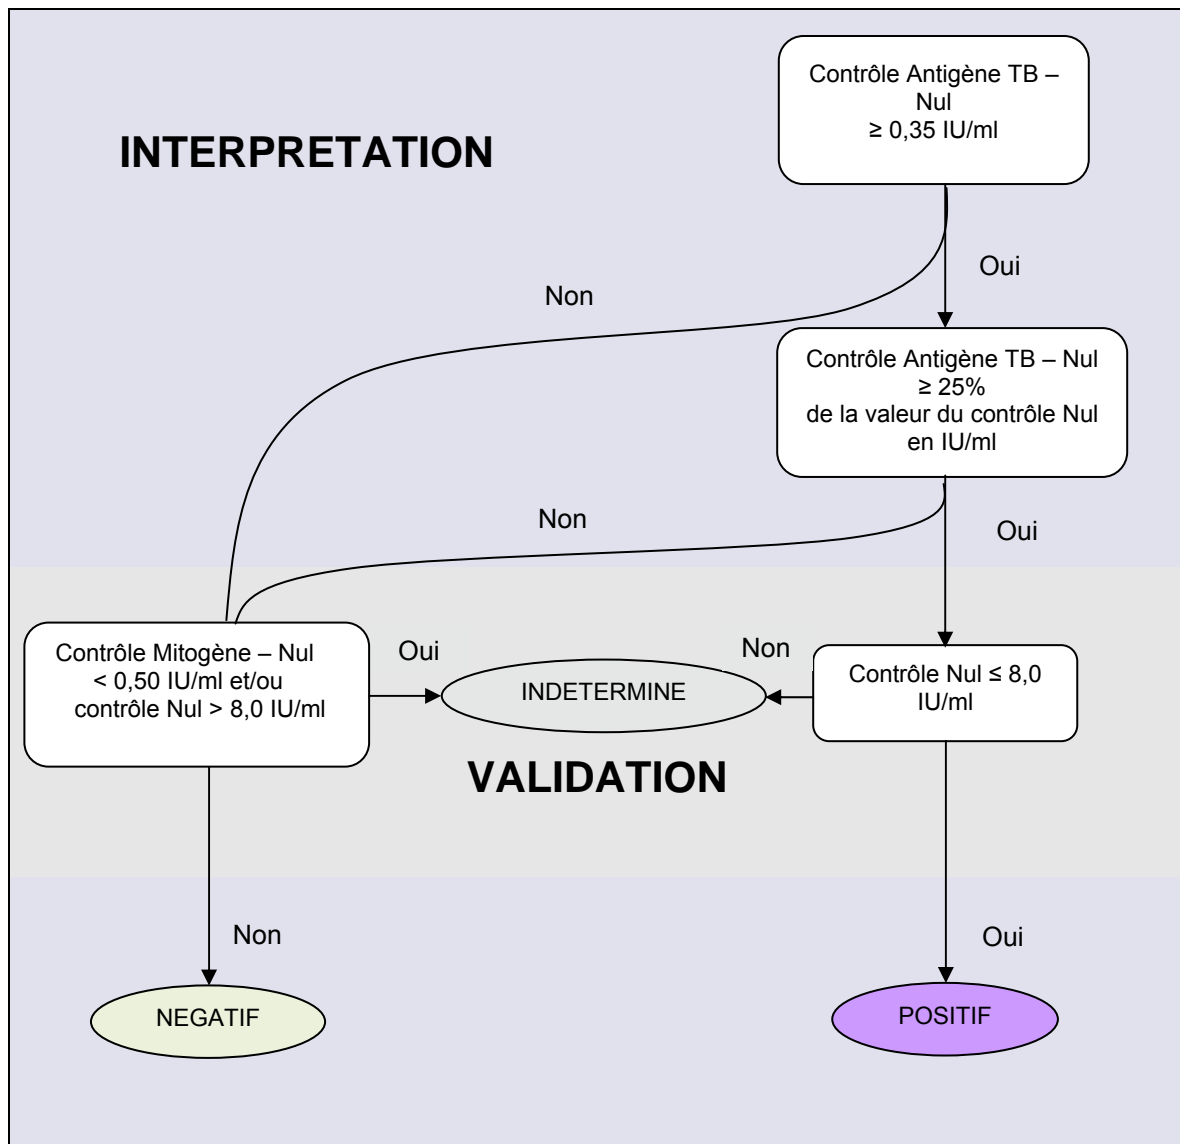 Contrôle Antigène TB –
Nul
≥ 0,35 IU/ml
INTERPRETATION
Oui
Non
Contrôle Antigène TB – Nul
≥ 25%
de la valeur du contrôle Nul
en IU/ml
Non
Oui
Contrôle Mitogène – Nul
< 0,50 IU/ml et/ou
contrôle Nul > 8,0 IU/ml
Oui
INDETERMINE
Non
Contrôle Nul ≤ 8,0
IU/ml
VALIDATION
Non
Oui
NEGATIF
POSITIF